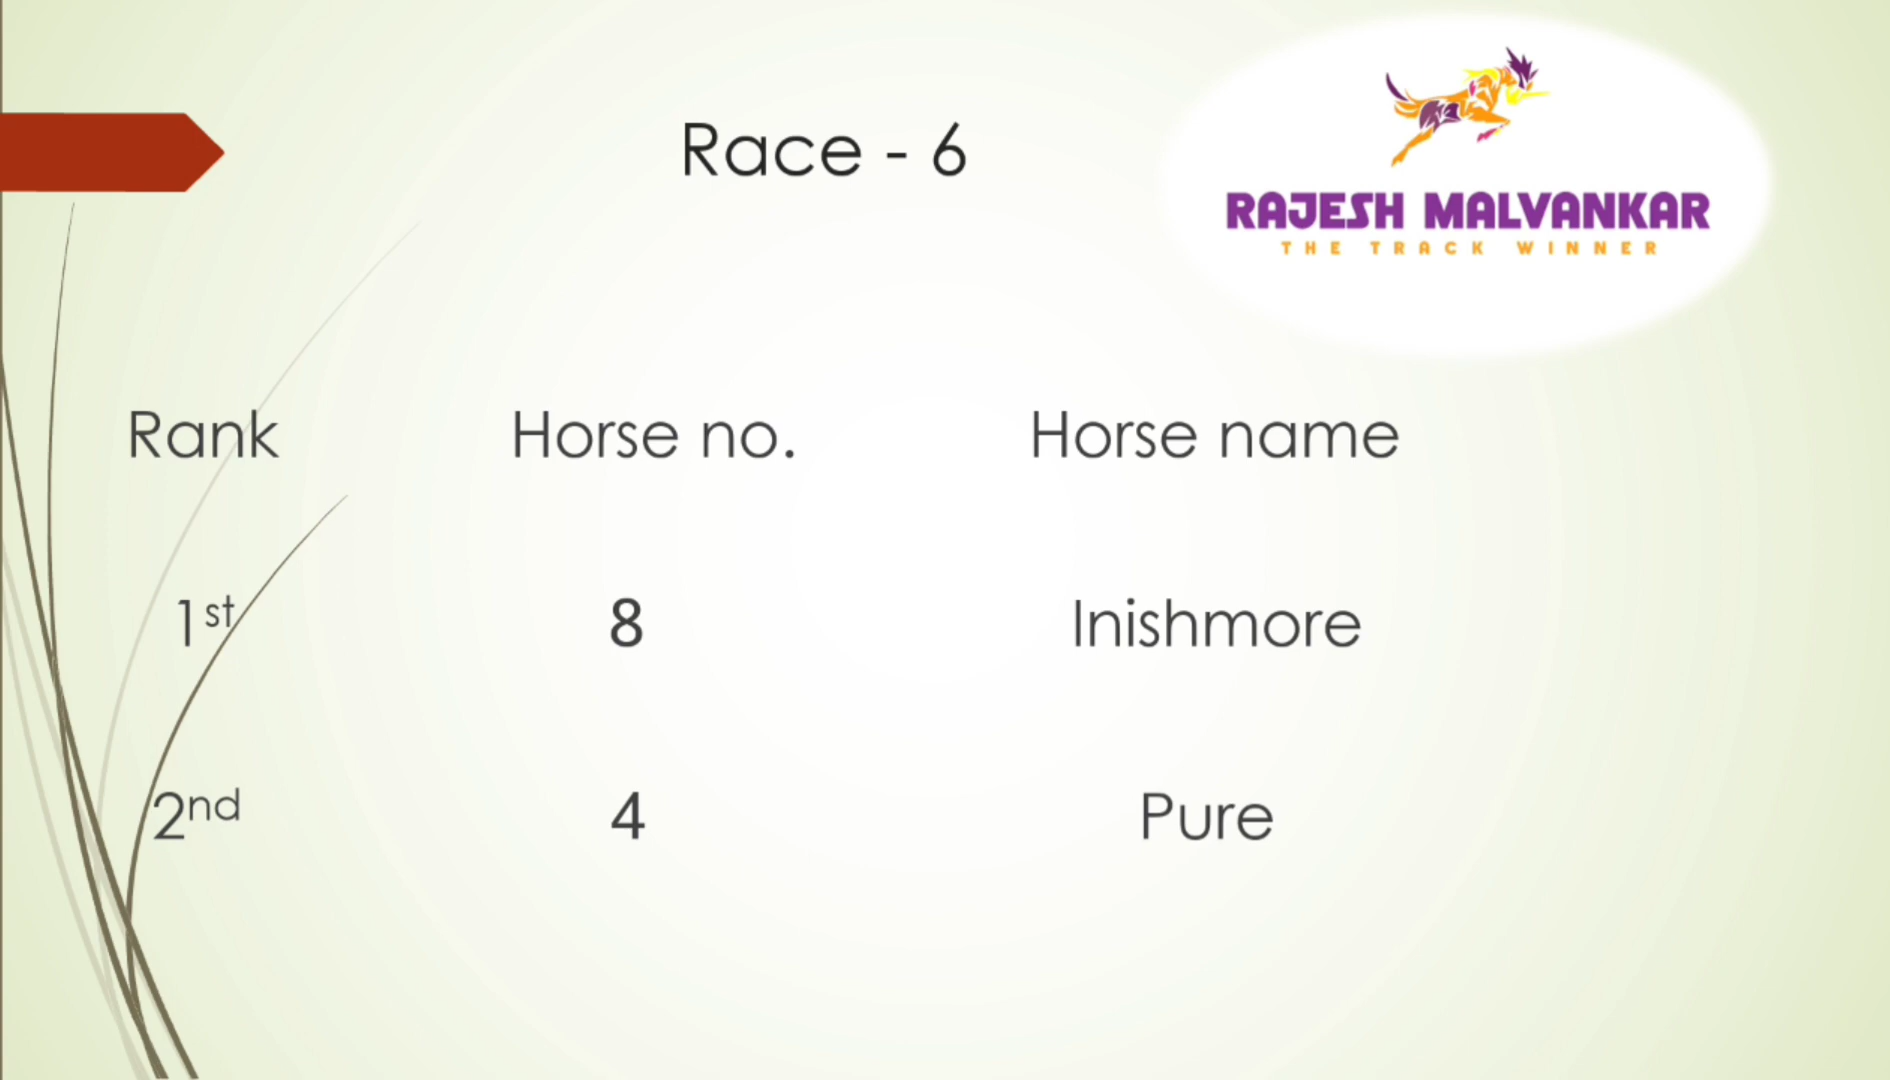 Race - 6
RAJESH MALVANKAR
THE TRACK WINNER
Rank Horse no. Horse name
1st 8 Inishmore
2nd 4 Pure